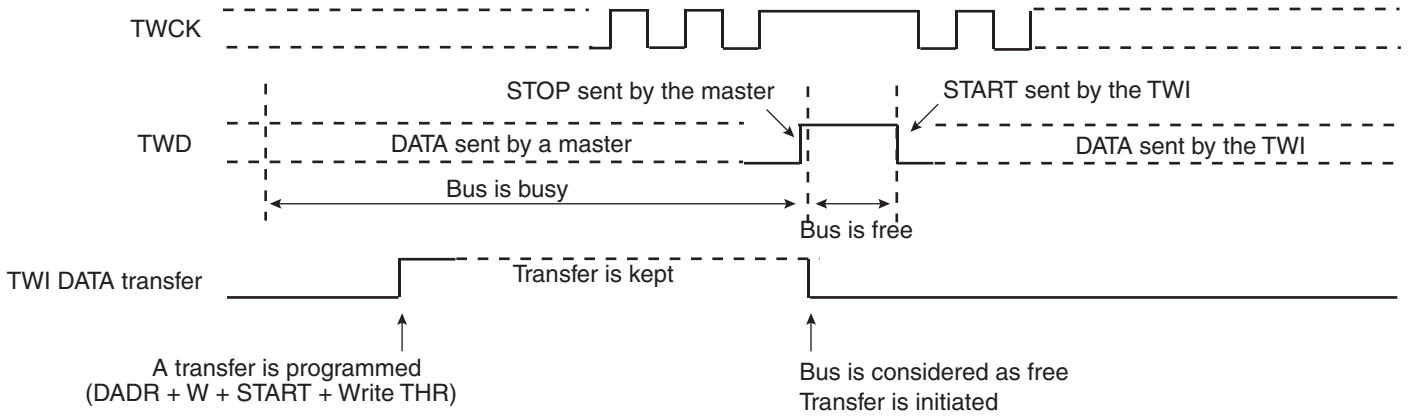 TWCK
STOP sent by the master
START sent by the TWI
TWD
DATA sent by a master
DATA sent by the TWI
Bus is busy
Bus is free
TWI DATA transfer
Transfer is kept
A transfer is programmed
(DADR + W + START + Write THR)
Bus is considered as free
Transfer is initiated